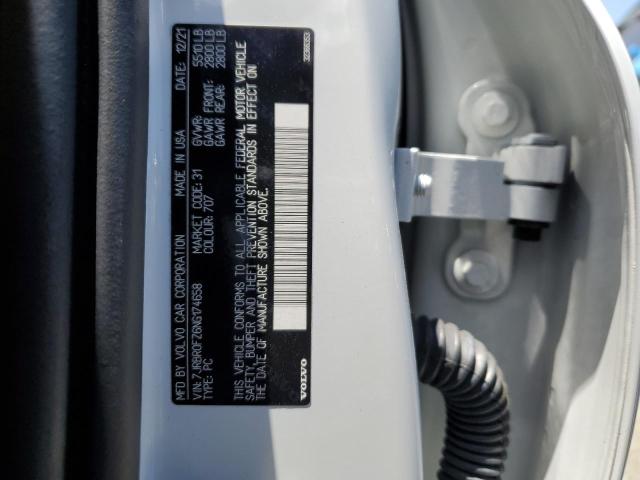 MFD BY VOLVO CAR CORPORATION MADE IN USA DATE: 12/21
VIN: 7JRBR0FZ6NG174658 MARKET CODE: 31 GVWR: 5510 LB
TYPE: PC COLOUR: 707 GAWR FRONT: 2800 LB
GAWR REAR: 2800 LB
THIS VEHICLE CONFORMS TO ALL APPLICABLE FEDERAL MOTOR VEHICLE
SAFETY, BUMPER AND THEFT PREVENTION STANDARDS IN EFFECT ON
THE DATE OF MANUFACTURE SHOWN ABOVE.
VOLVO